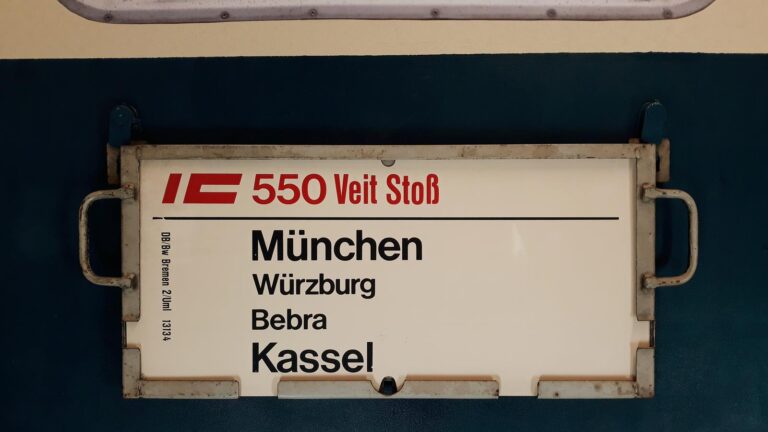 IC 550 Veit Stoß
München
Würzburg
Bebra
Kassel
DB/Bw Bremen 2/Uml 13134